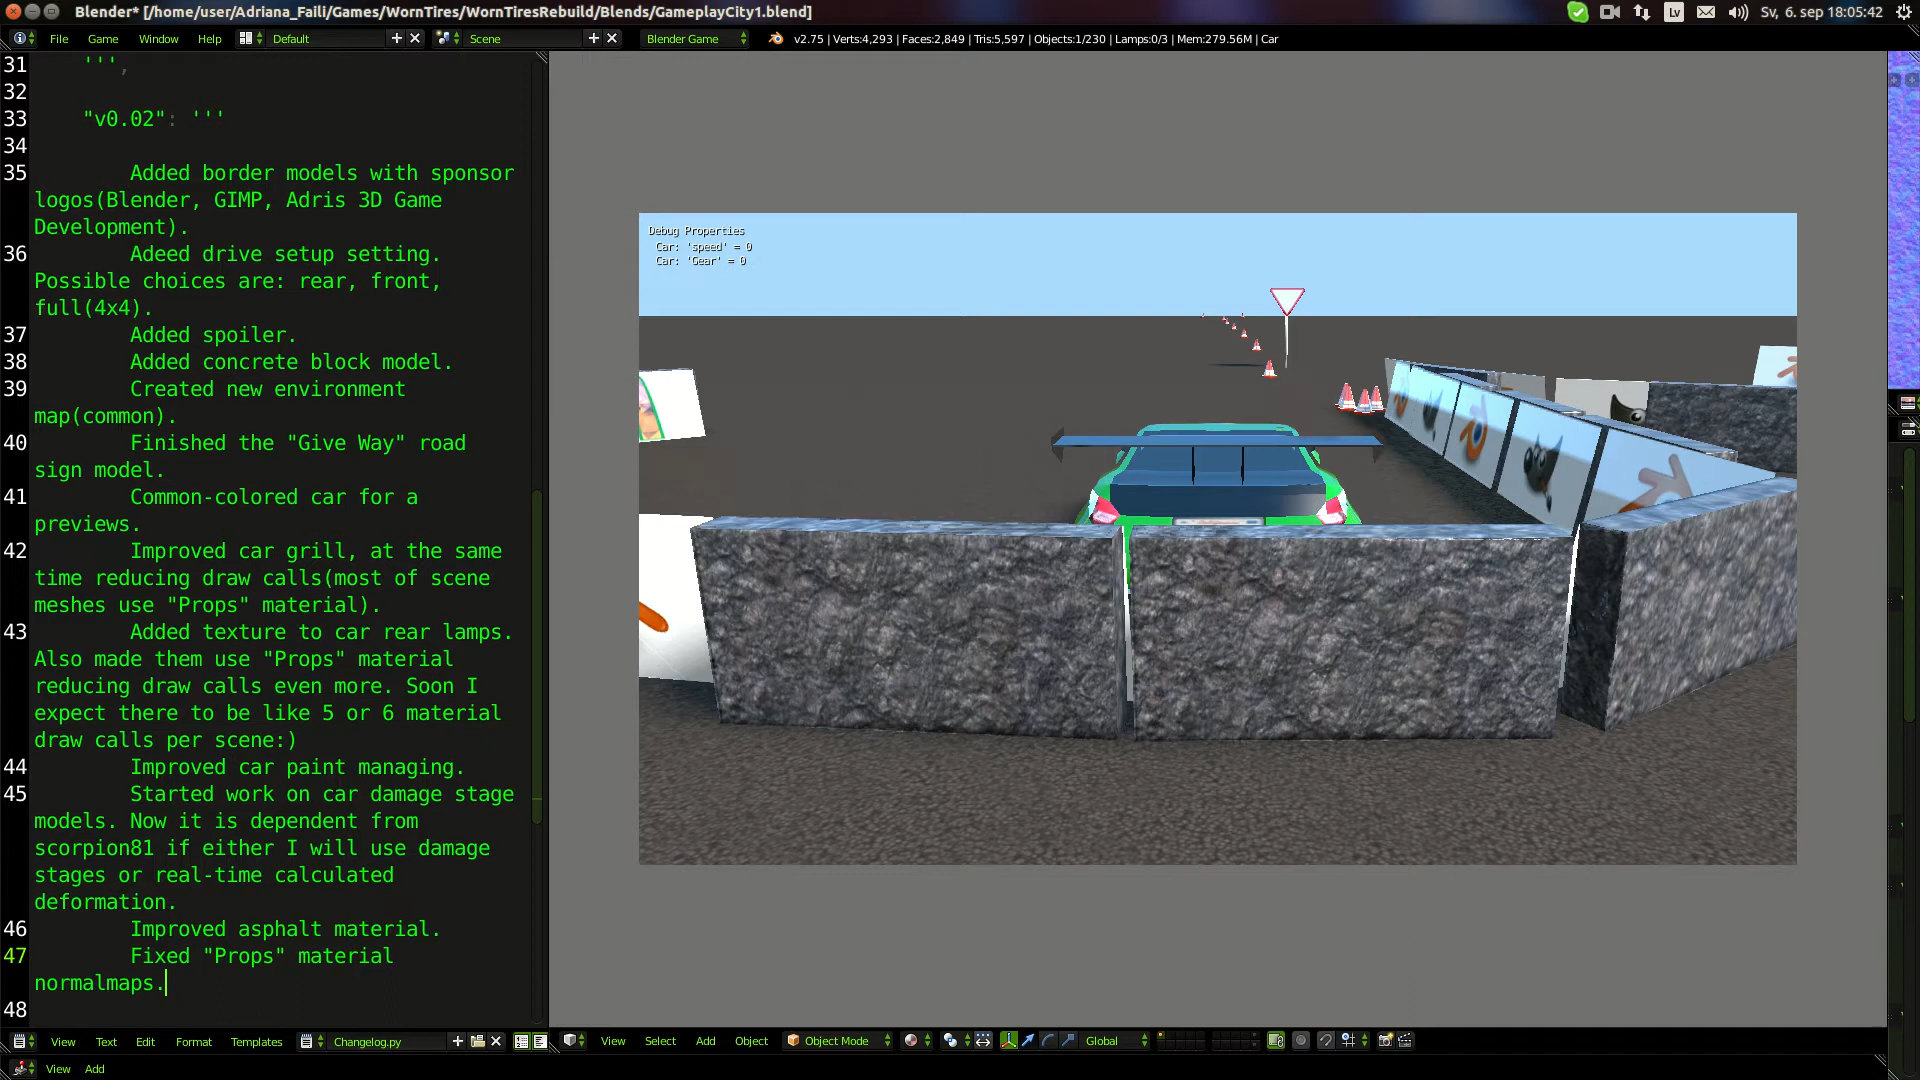 Blender* [/home/user/Adriana_Faili/Games/WornTires/WornTiresRebuild/Blends/GameplayCity1.blend]
Lv
Sv, 6. sep 18:05:42
File Game Window Help Default Scene Blender Game v2.75 | Verts:4,293 | Faces:2,849 | Tris:5,597 | Objects:1/230 | Lamps:0/3 | Mem:279.56M | Car
31 ''',
32
33 "v0.02": '''
34
35 Added border models with sponsor
logos(Blender, GIMP, Adris 3D Game
Development).
36 Adeed drive setup setting.
Possible choices are: rear, front,
full(4x4).
37 Added spoiler.
38 Added concrete block model.
39 Created new environment
map(common).
40 Finished the "Give Way" road
sign model.
41 Common-colored car for a
previews.
42 Improved car grill, at the same
time reducing draw calls(most of scene
meshes use "Props" material).
43 Added texture to car rear lamps.
Also made them use "Props" material
reducing draw calls even more. Soon I
expect there to be like 5 or 6 material
draw calls per scene:)
44 Improved car paint managing.
45 Started work on car damage stage
models. Now it is dependent from
scorpion81 if either I will use damage
stages or real-time calculated
deformation.
46 Improved asphalt material.
47 Fixed "Props" material
normalmaps.
48
Debug Properties
Car: 'speed' = 0
Car: 'Gear' = 0
View Text Edit Format Templates Changelog.py
View Select Add Object Object Mode Global
View Add